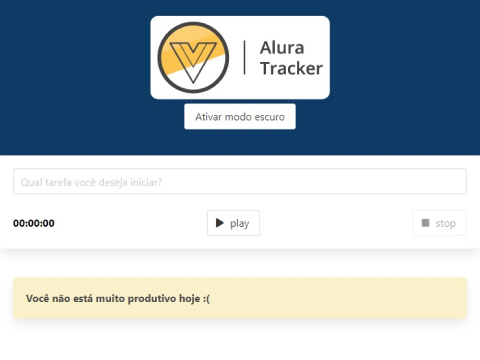 Alura
Tracker
Ativar modo escuro
Qual tarefa você deseja iniciar?
00:00:00 play stop
Você não está muito produtivo hoje :(